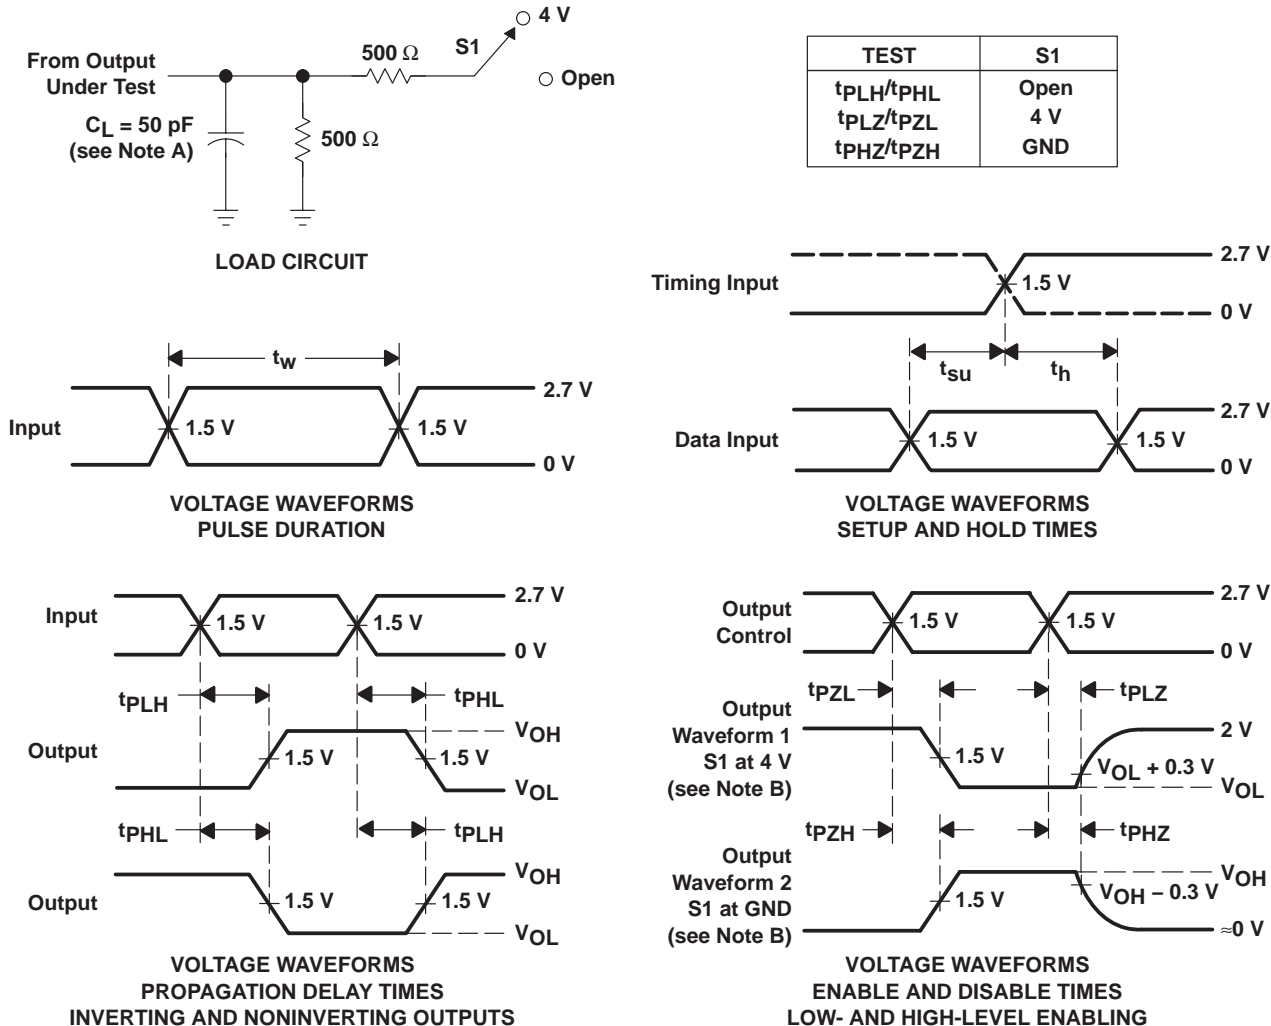 4 V
S1
500 Ω
From Output
Under Test
Open
CL = 50 pF
(see Note A)
500 Ω
LOAD CIRCUIT
TEST S1
tPLH/tPHL Open
tPLZ/tPZL 4 V
tPHZ/tPZH GND
Timing Input
1.5 V
2.7 V
0 V
tsu
th
Data Input
1.5 V
1.5 V
2.7 V
0 V
VOLTAGE WAVEFORMS
SETUP AND HOLD TIMES
tw
Input
1.5 V
1.5 V
2.7 V
0 V
VOLTAGE WAVEFORMS
PULSE DURATION
Input
1.5 V
1.5 V
2.7 V
0 V
tPLH
tPHL
Output
1.5 V
1.5 V
VOH
VOL
tPHL
tPLH
Output
1.5 V
1.5 V
VOH
VOL
VOLTAGE WAVEFORMS
PROPAGATION DELAY TIMES
INVERTING AND NONINVERTING OUTPUTS
Output
Control
1.5 V
1.5 V
2.7 V
0 V
tPZL
tPLZ
Output
Waveform 1
S1 at 4 V
(see Note B)
1.5 V
2 V
VOL + 0.3 V
VOL
tPZH
tPHZ
Output
Waveform 2
S1 at GND
(see Note B)
1.5 V
VOH
VOH − 0.3 V
≈0 V
VOLTAGE WAVEFORMS
ENABLE AND DISABLE TIMES
LOW- AND HIGH-LEVEL ENABLING